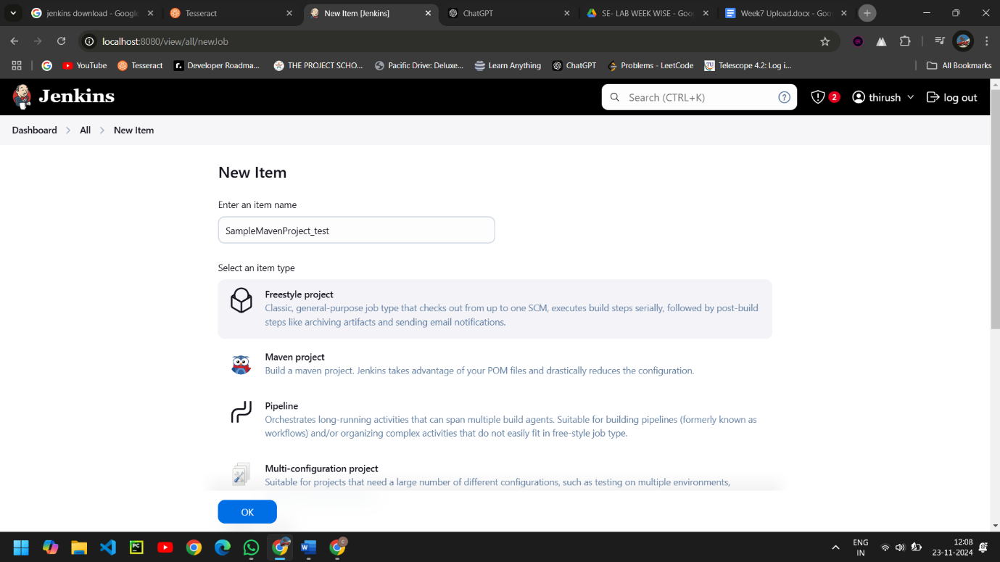 jenkins download - Google
Tesseract
New Item [Jenkins]
ChatGPT
SE- LAB WEEK WISE - Goo
Week7 Upload.docx - Goo
localhost:8080/view/all/newJob
YouTube
Tesseract
Developer Roadma...
THE PROJECT SCHO...
Pacific Drive: Deluxe...
Learn Anything
ChatGPT
Problems - LeetCode
Telescope 4.2: Log i...
All Bookmarks
Jenkins
Search (CTRL+K)
2
thirush
log out
Dashboard
All
New Item
New Item
Enter an item name
SampleMavenProject_test
Select an item type
Freestyle project
Classic, general-purpose job type that checks out from up to one SCM, executes build steps serially, followed by post-build
steps like archiving artifacts and sending email notifications.
Maven project
Build a maven project. Jenkins takes advantage of your POM files and drastically reduces the configuration.
Pipeline
Orchestrates long-running activities that can span multiple build agents. Suitable for building pipelines (formerly known as
workflows) and/or organizing complex activities that do not easily fit in free-style job type.
Multi-configuration project
Suitable for projects that need a large number of different configurations, such as testing on multiple environments,
OK
ENG
IN
12:08
23-11-2024